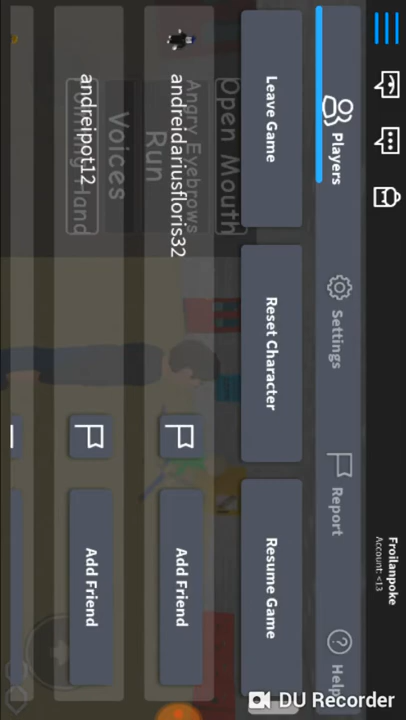 Froilanpoke
Account: <13
Players
Settings
Report
Help
Leave Game
Reset Character
Resume Game
Open Mouth
andreidariusfloris32
Add Friend
Angry Eyebrows
Run
Voices
andreipot12
Add Friend
Hand
DU Recorder